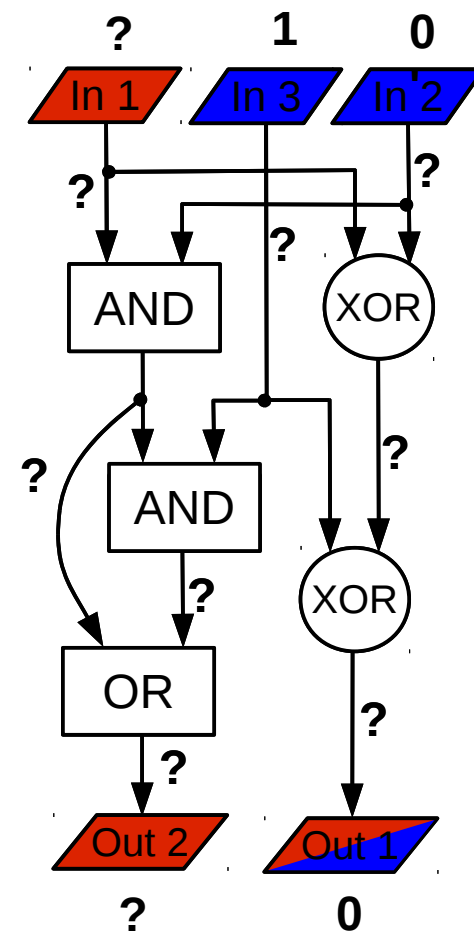 ? 1 0
In 1 In 3 In 2
?
?
?
AND XOR
?
?
AND
?
XOR
OR
?
?
Out 2 Out 1
? 0